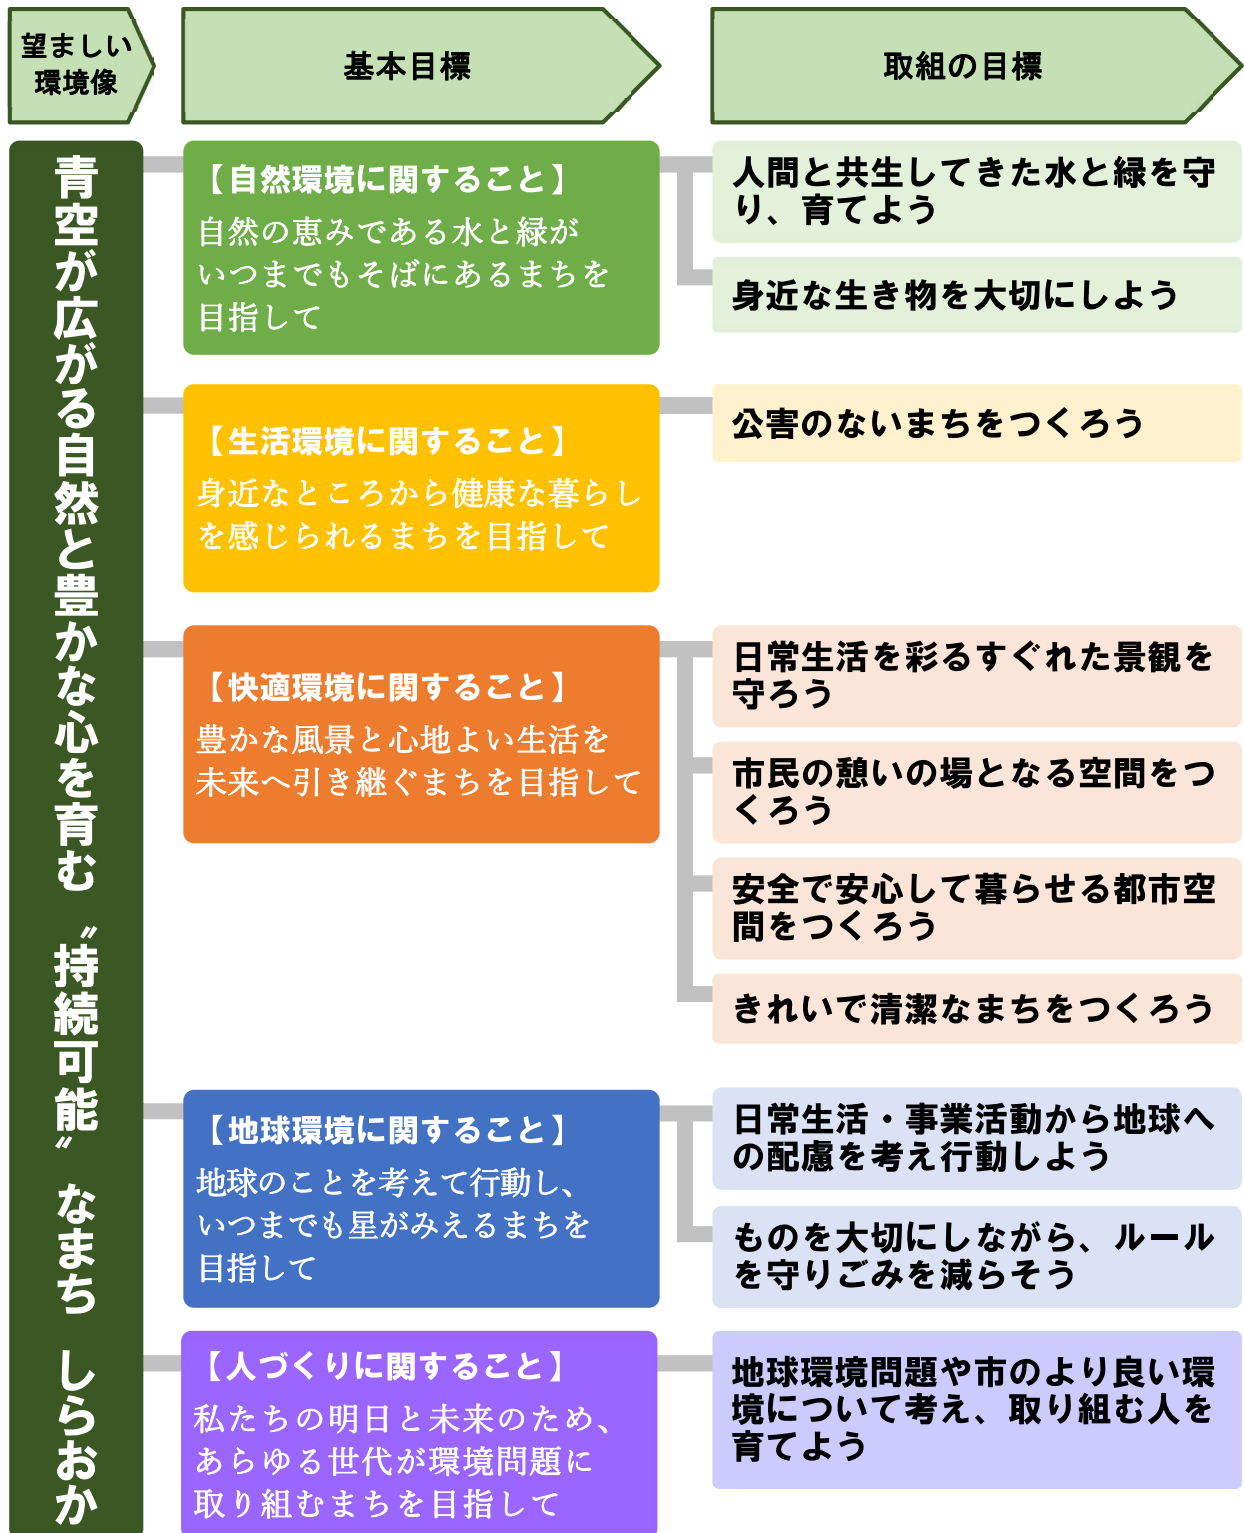 望ましい
環境像
基本目標
取組の目標
青空が広がる自然と豊かな心を育む〝持続可能〟なまち しらおか
【自然環境に関すること】
自然の恵みである水と緑が
いつまでもそばにあるまちを
目指して
人間と共生してきた水と緑を守
り、育てよう
身近な生き物を大切にしよう
【生活環境に関すること】
身近なところから健康な暮らし
を感じられるまちを目指して
公害のないまちをつくろう
【快適環境に関すること】
豊かな風景と心地よい生活を
未来へ引き継ぐまちを目指して
日常生活を彩るすぐれた景観を
守ろう
市民の憩いの場となる空間をつ
くろう
安全で安心して暮らせる都市空
間をつくろう
きれいで清潔なまちをつくろう
【地球環境に関すること】
地球のことを考えて行動し、
いつまでも星がみえるまちを
目指して
日常生活・事業活動から地球へ
の配慮を考え行動しよう
ものを大切にしながら、ルール
を守りごみを減らそう
【人づくりに関すること】
私たちの明日と未来のため、
あらゆる世代が環境問題に
取り組むまちを目指して
地球環境問題や市のより良い環
境について考え、取り組む人を
育てよう